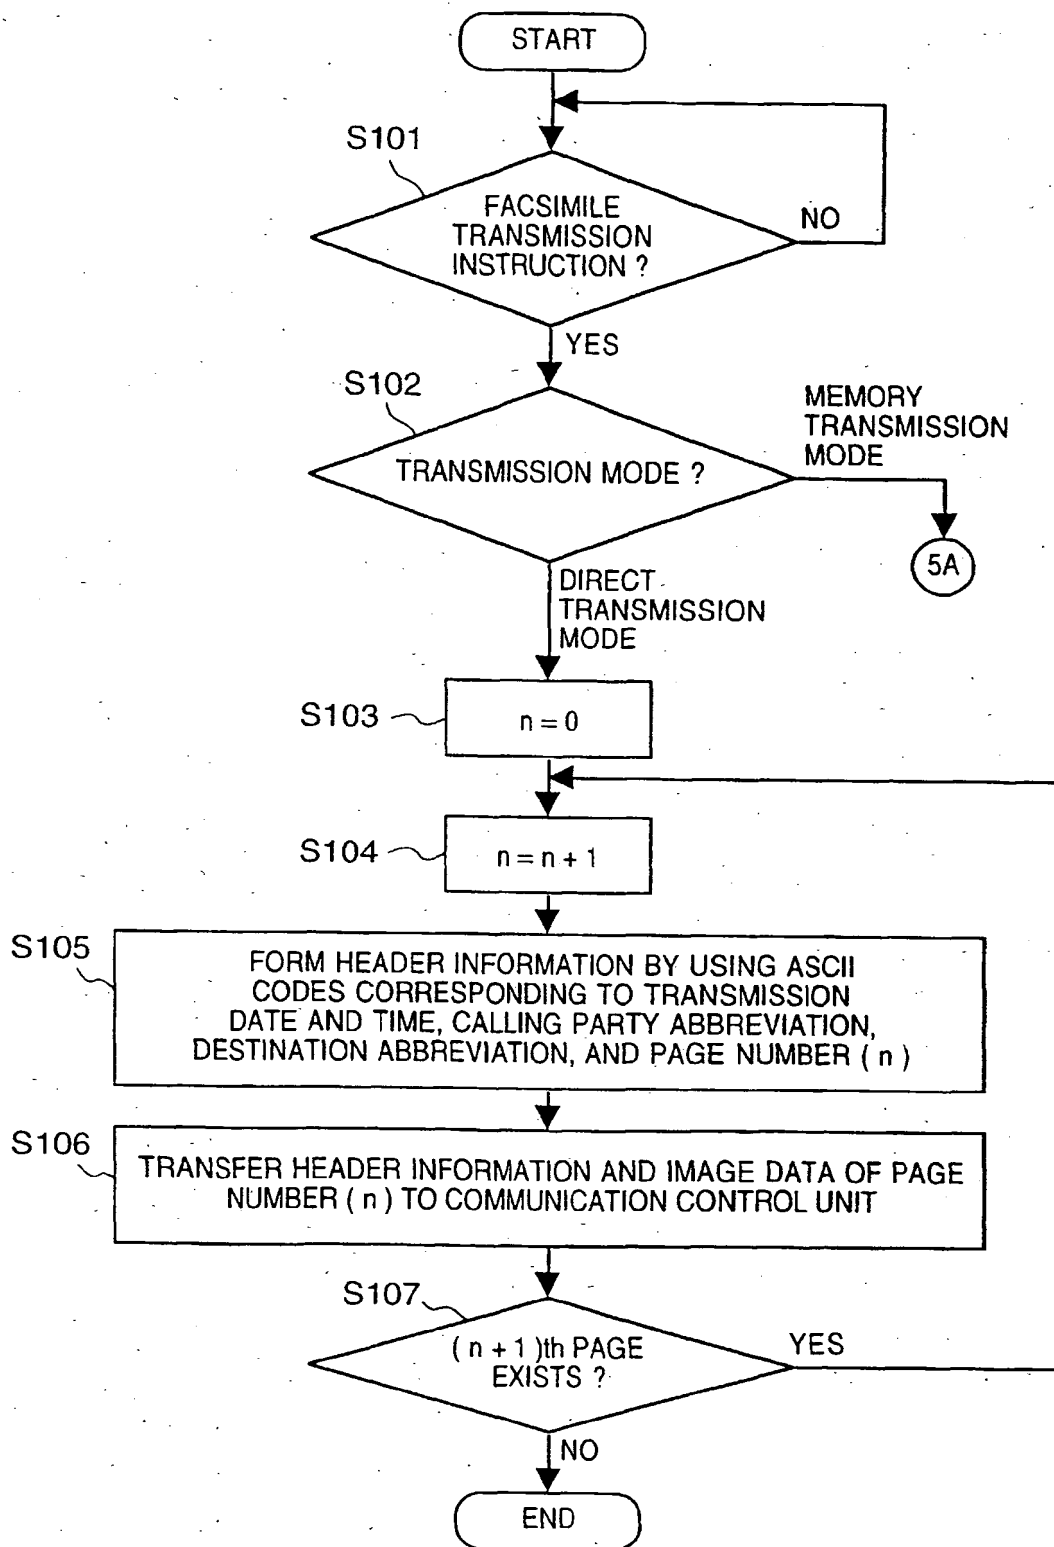 START
S101
FACSIMILE
TRANSMISSION
INSTRUCTION ?
NO
YES
S102
TRANSMISSION MODE ?
MEMORY
TRANSMISSION
MODE
5A
DIRECT
TRANSMISSION
MODE
S103
n = 0
S104
n = n + 1
S105
FORM HEADER INFORMATION BY USING ASCII
CODES CORRESPONDING TO TRANSMISSION
DATE AND TIME, CALLING PARTY ABBREVIATION,
DESTINATION ABBREVIATION, AND PAGE NUMBER ( n )
S106
TRANSFER HEADER INFORMATION AND IMAGE DATA OF PAGE
NUMBER ( n ) TO COMMUNICATION CONTROL UNIT
S107
( n + 1 )th PAGE
EXISTS ?
YES
NO
END